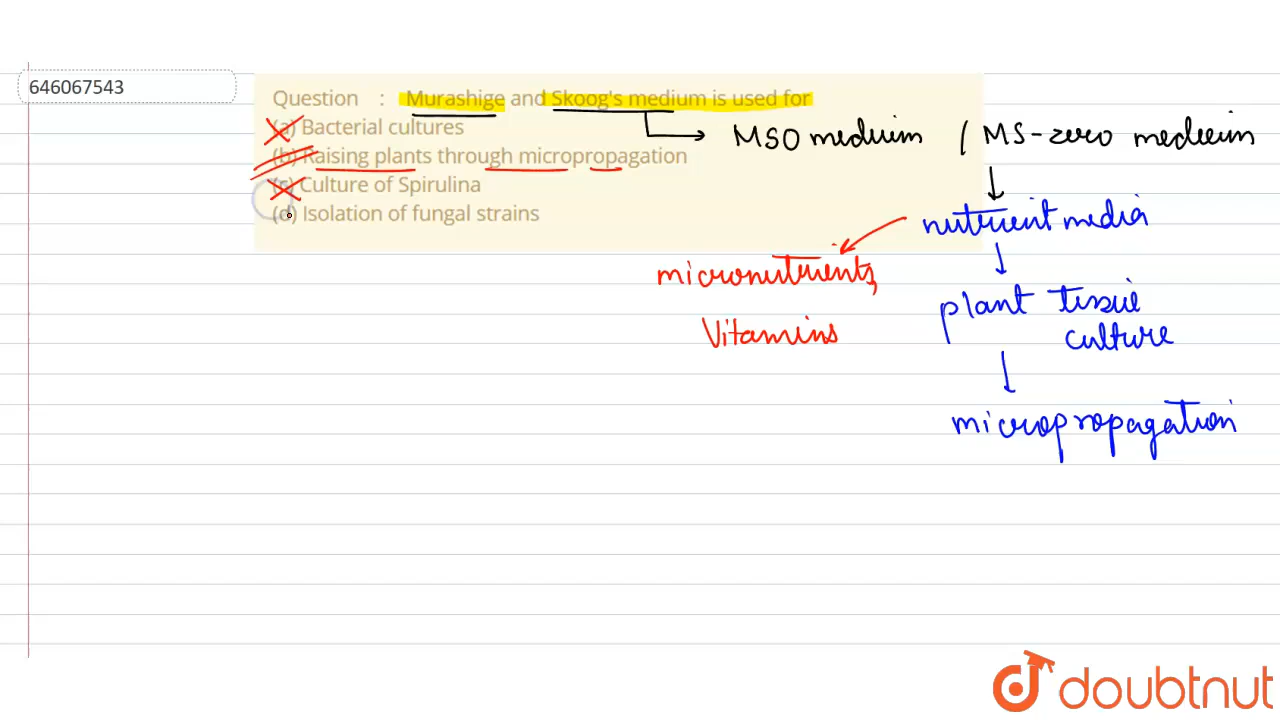 646067543
Question : Murashige and Skoog's medium is used for
(a) Bacterial cultures
(b) Raising plants through micropropagation
(c) Culture of Spirulina
(d) Isolation of fungal strains
MSO medium / MS-zero medium
nutrient media
micronutrients,
Vitamins
plant tissue
culture
micropropagation
doubtnut